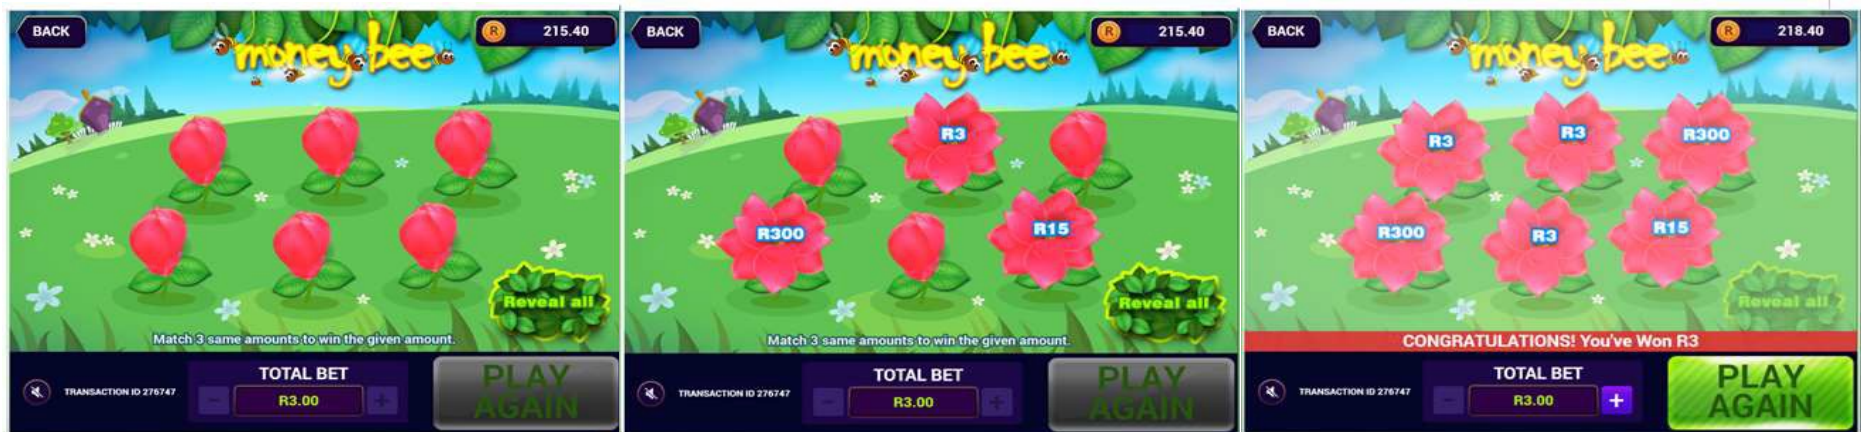 BACK
money bee
R 215.40
Reveal all
Match 3 same amounts to win the given amount.
TRANSACTION ID 276747
TOTAL BET
- R3.00 +
PLAY
AGAIN
BACK
money bee
R 215.40
R3
R300
R15
Reveal all
Match 3 same amounts to win the given amount.
TRANSACTION ID 276747
TOTAL BET
- R3.00 +
PLAY
AGAIN
BACK
money bee
R 218.40
R3 R3 R300
R300 R3 R15
Reveal all
CONGRATULATIONS! You've Won R3
TRANSACTION ID 276747
TOTAL BET
- R3.00 +
PLAY
AGAIN